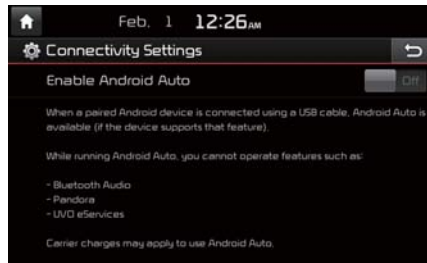 Feb. 1 12:26AM
Connectivity Settings
Enable Android Auto Off
When a paired Android device is connected using a USB cable, Android Auto is
available (if the device supports that feature).
While running Android Auto, you cannot operate features such as:
- Bluetooth Audio
- Pandora
- UVO eServices
Carrier charges may apply to use Android Auto.